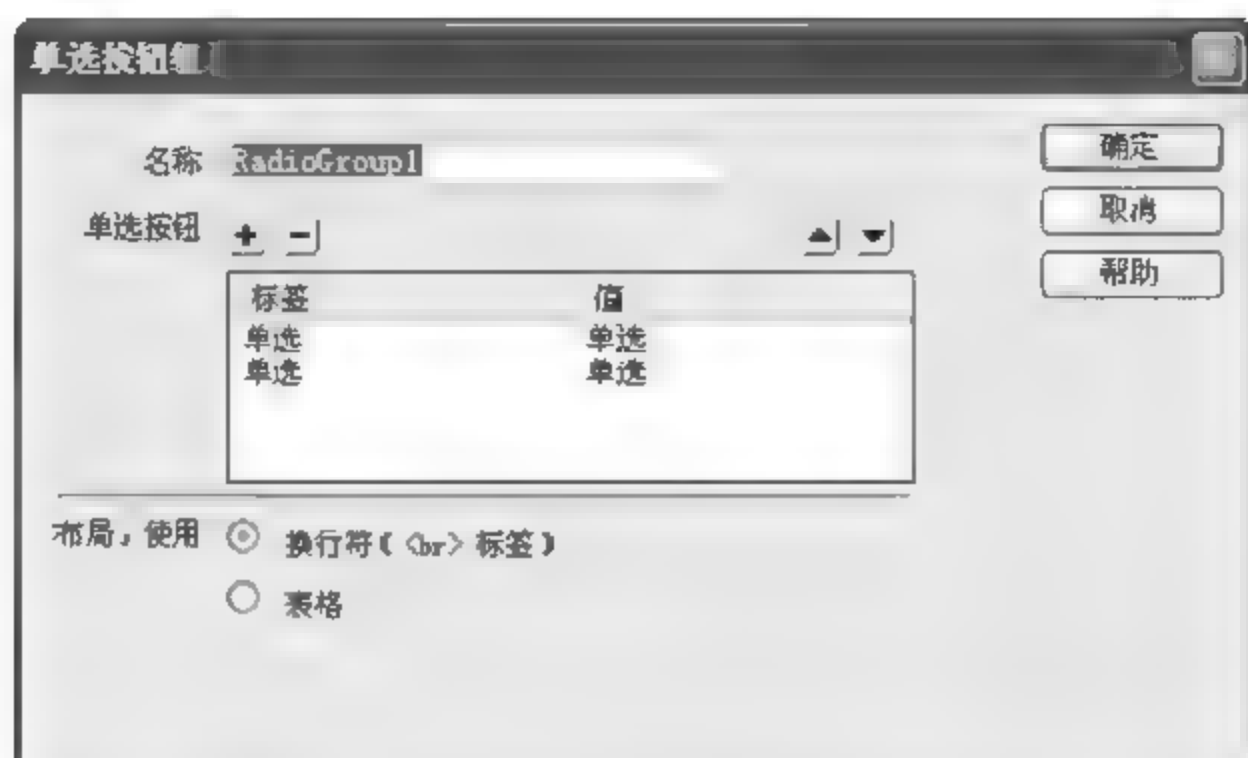 单选按钮组
名称 RadioGroup1
确定
取消
帮助
单选按钮 + -
标签 值
单选 单选
单选 单选
布局，使用 换行符(<br>标签)
表格